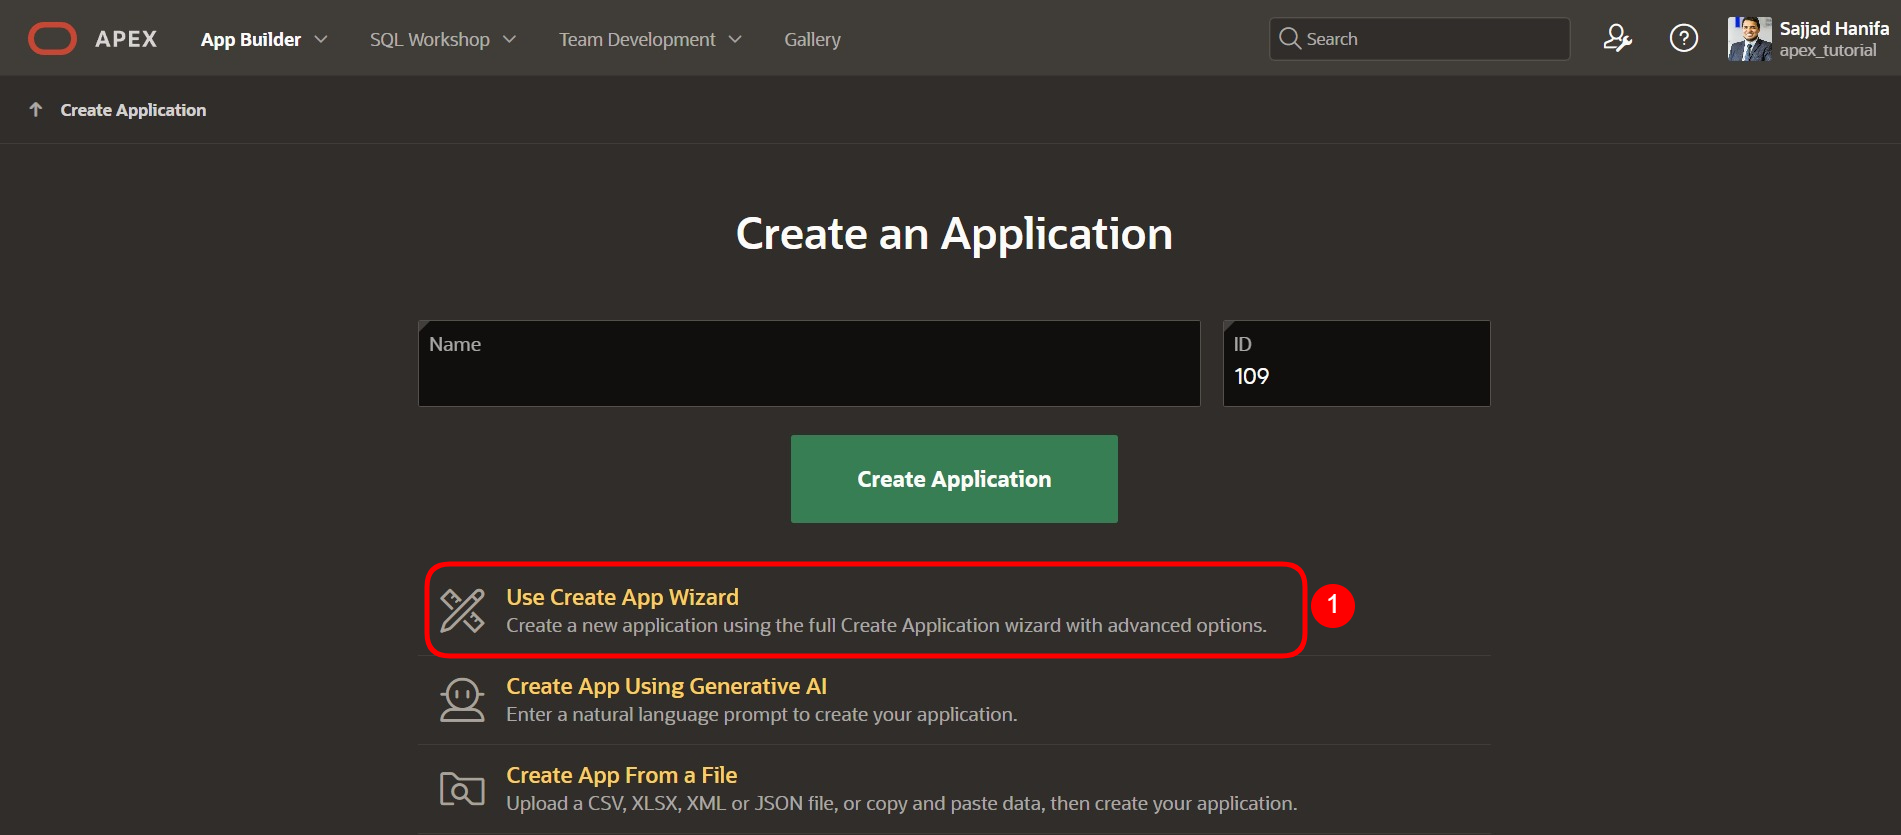 APEX App Builder SQL Workshop Team Development Gallery Search Sajjad Hanifa
apex_tutorial
Create Application
Create an Application
Name ID
109
Create Application
Use Create App Wizard
Create a new application using the full Create Application wizard with advanced options.
1
Create App Using Generative AI
Enter a natural language prompt to create your application.
Create App From a File
Upload a CSV, XLSX, XML or JSON file, or copy and paste data, then create your application.